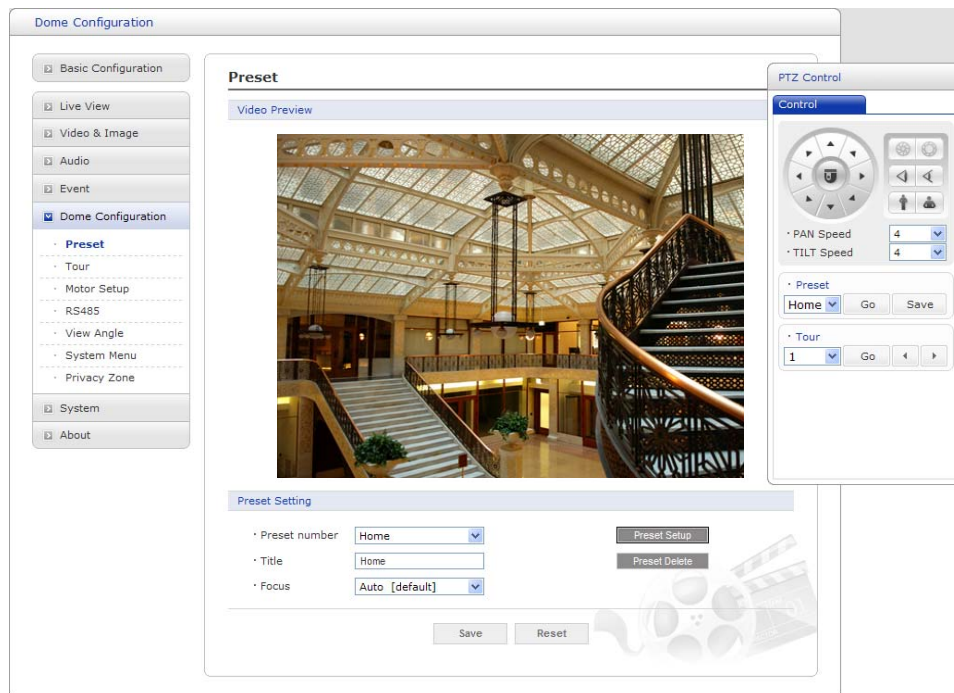 Dome Configuration
Basic Configuration
Live View
Video & Image
Audio
Event
Dome Configuration
Preset
Tour
Motor Setup
RS485
View Angle
System Menu
Privacy Zone
System
About
Preset
Video Preview
Preset Setting
Preset number Home Preset Setup
Title Home Preset Delete
Focus Auto [default]
Save Reset
PTZ Control
Control
PAN Speed 4
TILT Speed 4
Preset
Home Go Save
Tour
1 Go